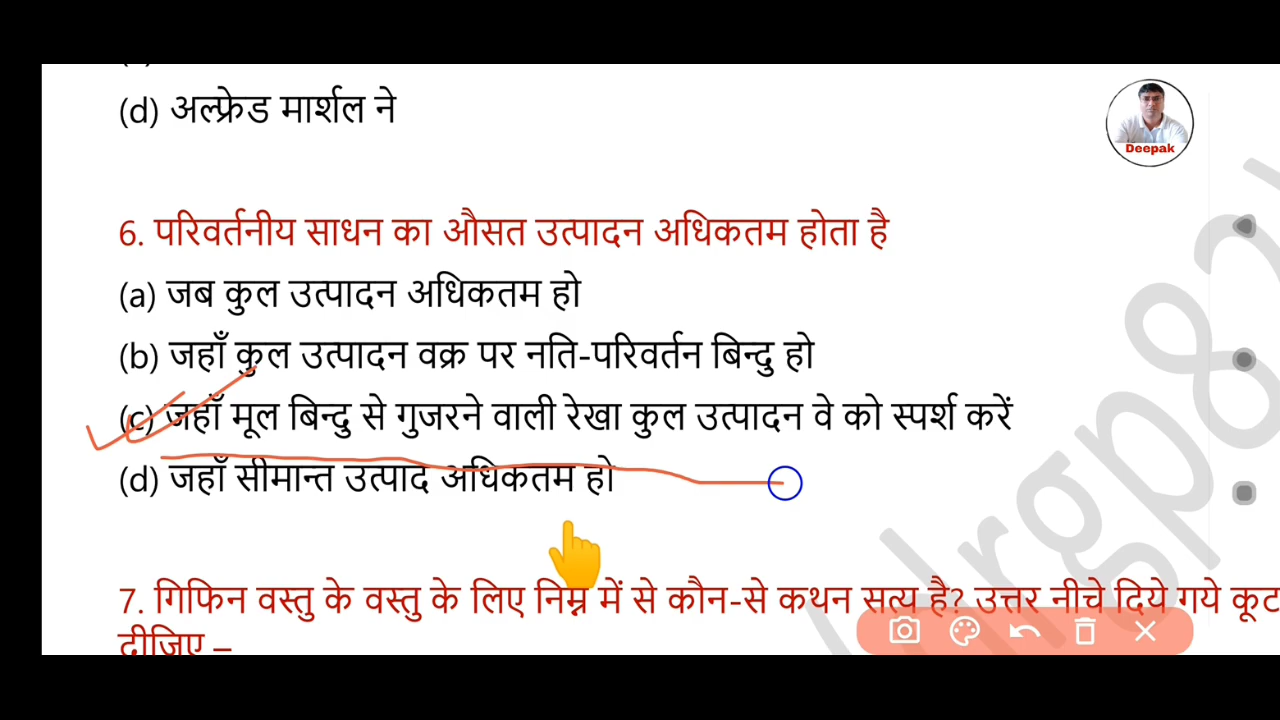 (d) अल्फ्रेड मार्शल ने
Deepak
6. परिवर्तनीय साधन का औसत उत्पादन अधिकतम होता है
(a) जब कुल उत्पादन अधिकतम हो
(b) जहाँ कुल उत्पादन वक्र पर नति-परिवर्तन बिन्दु हो
(c) जहाँ मूल बिन्दु से गुजरने वाली रेखा कुल उत्पादन वे को स्पर्श करें
(d) जहाँ सीमान्त उत्पाद अधिकतम हो
7. गिफिन वस्तु के वस्तु के लिए निम्न में से कौन-से कथन सत्य है? उत्तर नीचे दिये गये कूट
दीजिए –